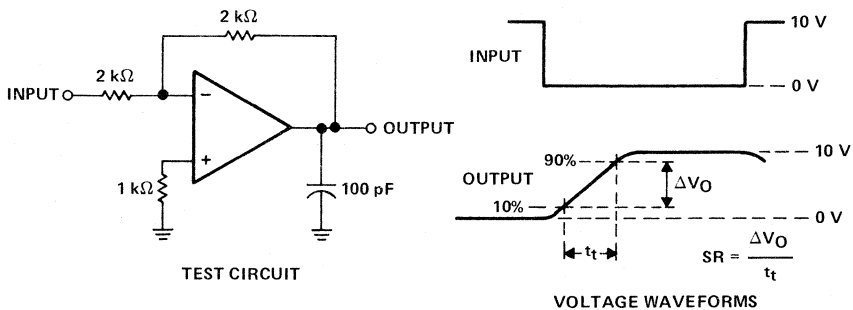 2 kΩ
2 kΩ
INPUT
−
+
OUTPUT
1 kΩ
100 pF
TEST CIRCUIT
10 V
INPUT
0 V
10 V
90%
ΔVO
OUTPUT
10%
0 V
tt
SR = ΔVO
tt
VOLTAGE WAVEFORMS